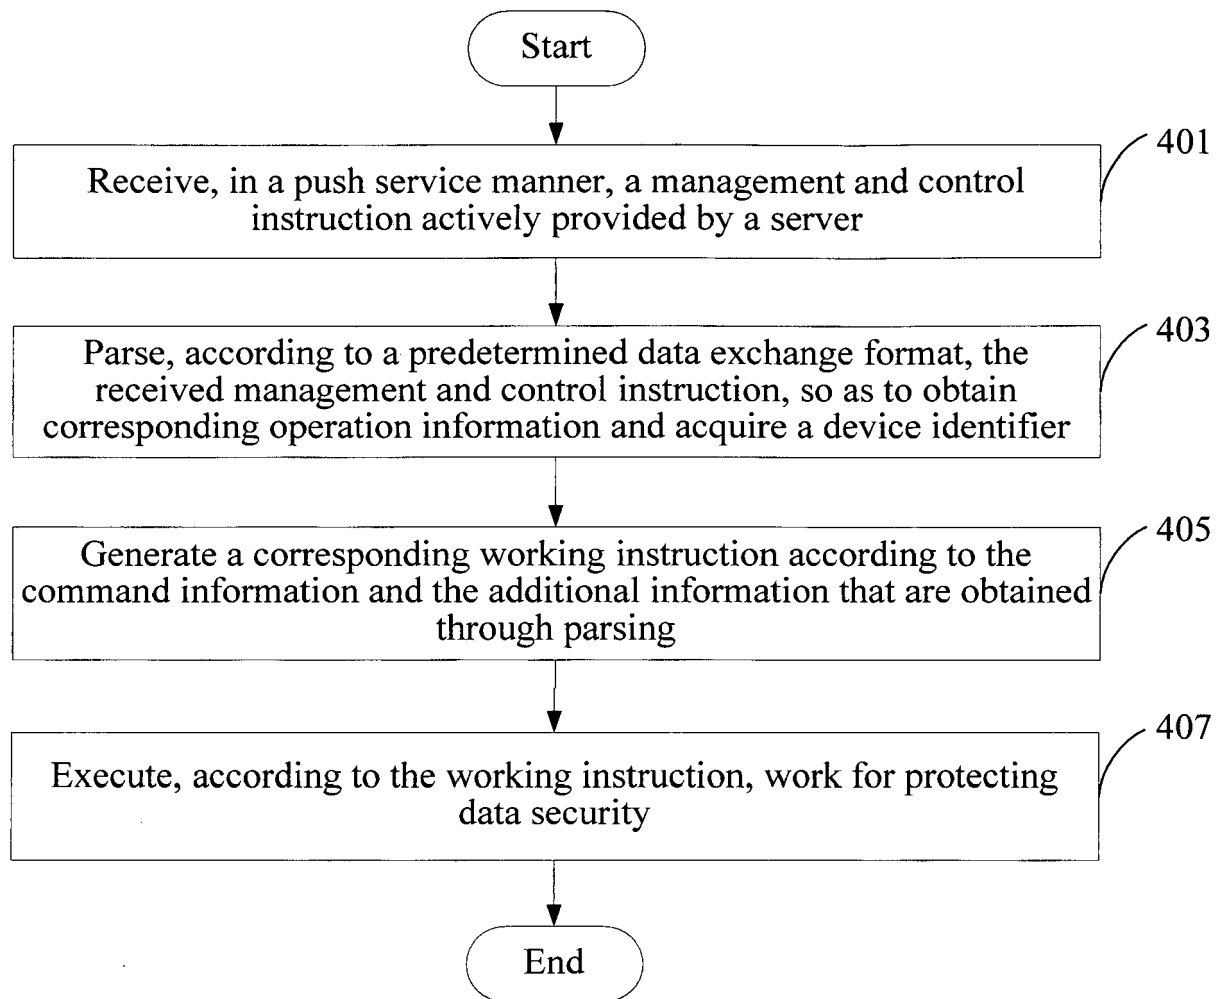 Start
401
Receive, in a push service manner, a management and control
instruction actively provided by a server
403
Parse, according to a predetermined data exchange format, the
received management and control instruction, so as to obtain
corresponding operation information and acquire a device identifier
405
Generate a corresponding working instruction according to the
command information and the additional information that are obtained
through parsing
407
Execute, according to the working instruction, work for protecting
data security
End